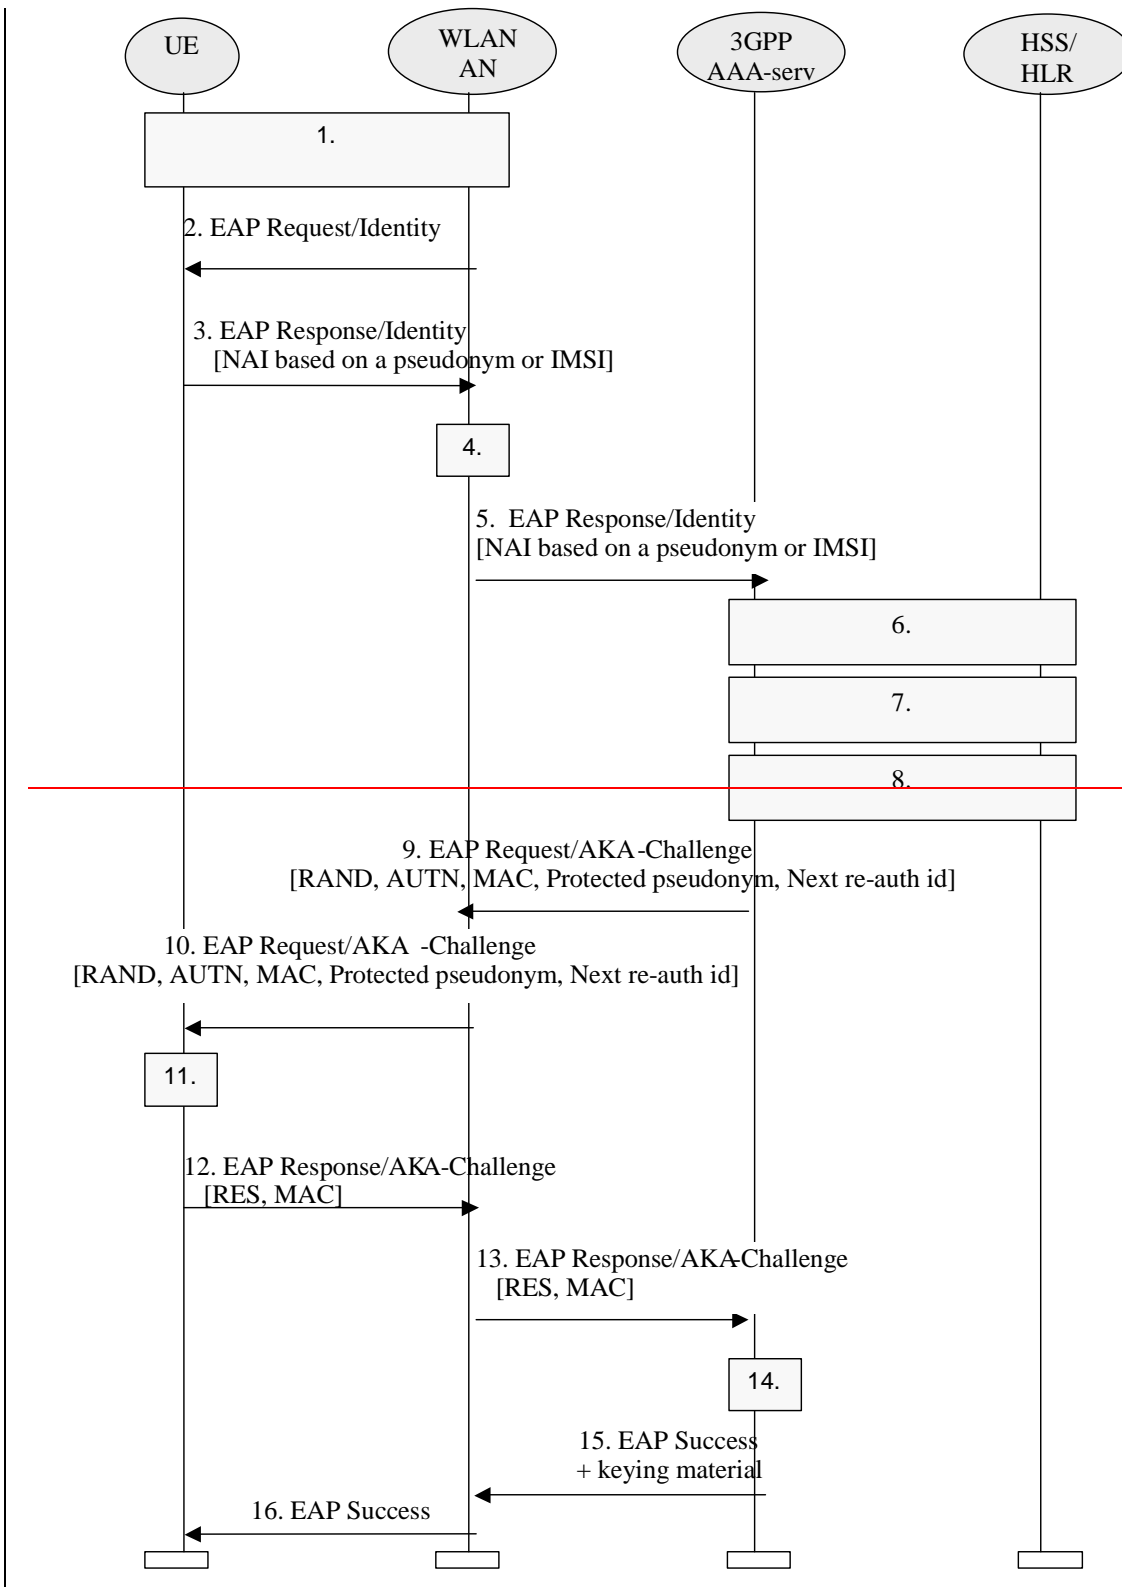 UE
WLAN
AN
3GPP
AAA-serv
HSS/
HLR
1.
2. EAP Request/Identity
3. EAP Response/Identity
[NAI based on a pseudonym or IMSI]
4.
5. EAP Response/Identity
[NAI based on a pseudonym or IMSI]
6.
7.
8.
9. EAP Request/AKA-Challenge
[RAND, AUTN, MAC, Protected pseudonym, Next re-auth id]
10. EAP Request/AKA -Challenge
[RAND, AUTN, MAC, Protected pseudonym, Next re-auth id]
11.
12. EAP Response/AKA-Challenge
[RES, MAC]
13. EAP Response/AKA-Challenge
[RES, MAC]
14.
15. EAP Success
+ keying material
16. EAP Success